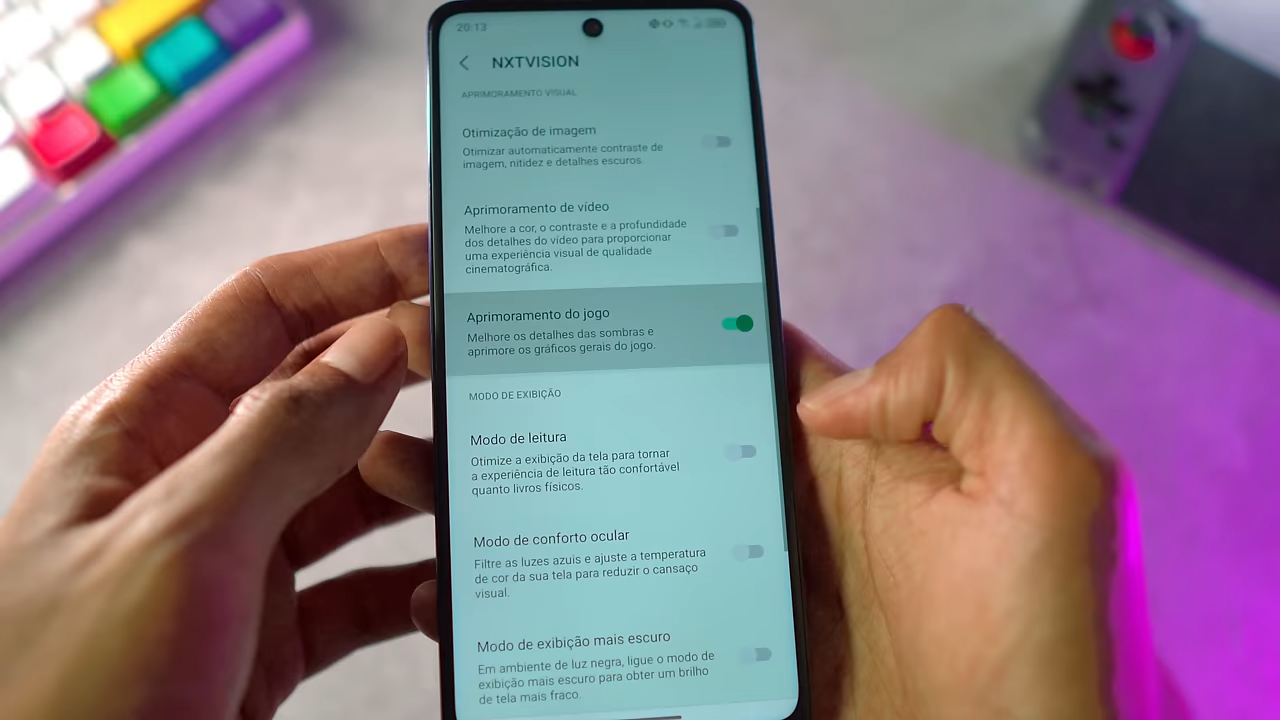 20:13
NXTVISION
APRIMORAMENTO VISUAL
Otimização de imagem
Otimizar automaticamente contraste de
imagem, nitidez e detalhes escuros.
Aprimoramento de vídeo
Melhore a cor, o contraste e a profundidade
dos detalhes do vídeo para proporcionar
uma experiência visual de qualidade
cinematográfica.
Aprimoramento do jogo
Melhore os detalhes das sombras e
aprimore os gráficos gerais do jogo.
MODO DE EXIBIÇÃO
Modo de leitura
Otimize a exibição da tela para tornar
a experiência de leitura tão confortável
quanto livros físicos.
Modo de conforto ocular
Filtre as luzes azuis e ajuste a temperatura
de cor da sua tela para reduzir o cansaço
visual.
Modo de exibição mais escuro
Em ambiente de luz negra, ligue o modo de
exibição mais escuro para obter um brilho
de tela mais fraco.